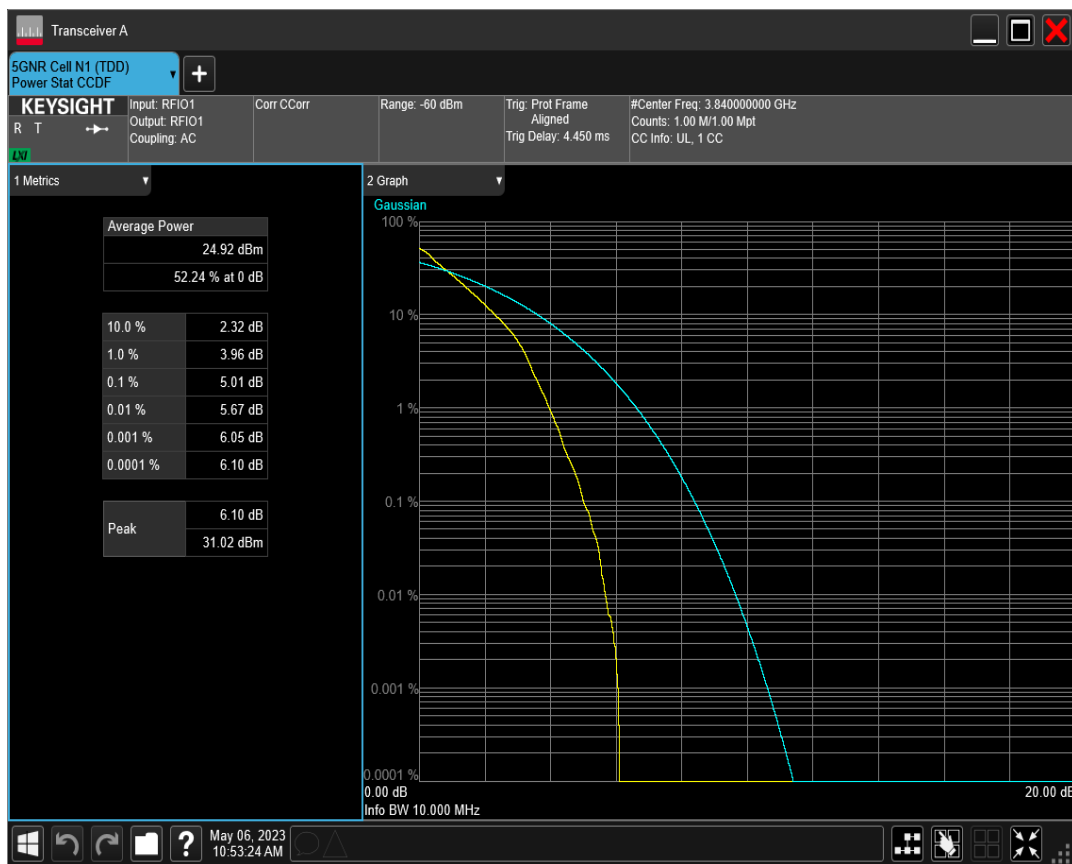 Transceiver A
5GNR Cell N1 (TDD)
Power Stat CCDF
KEYSIGHT
R T
LXI
Input: RFIO1
Output: RFIO1
Coupling: AC
Corr CCorr
Range: -60 dBm
Trig: Prot Frame
Aligned
Trig Delay: 4.450 ms
#Center Freq: 3.840000000 GHz
Counts: 1.00 M/1.00 Mpt
CC Info: UL, 1 CC
1 Metrics
Average Power
24.92 dBm
52.24 % at 0 dB
10.0 % 2.32 dB
1.0 % 3.96 dB
0.1 % 5.01 dB
0.01 % 5.67 dB
0.001 % 6.05 dB
0.0001 % 6.10 dB
Peak
6.10 dB
31.02 dBm
2 Graph
Gaussian
100 %
10 %
1 %
0.1 %
0.01 %
0.001 %
0.0001 %
0.00 dB
20.00 dB
Info BW 10.000 MHz
?
May 06, 2023
10:53:24 AM